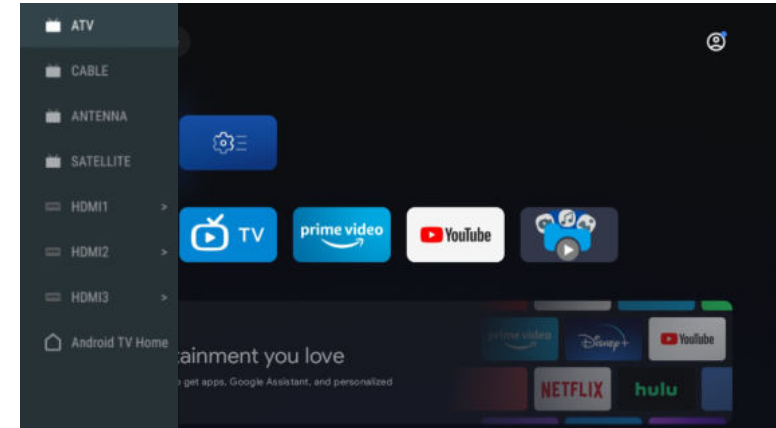 ATV
CABLE
ANTENNA
SATELLITE
HDMI1 >
HDMI2 >
HDMI3 >
Android TV Home
TV
prime video
YouTube
tainment you love
o get apps, Google Assistant, and personalized
prime video
Disney+
YouTube
NETFLIX
hulu